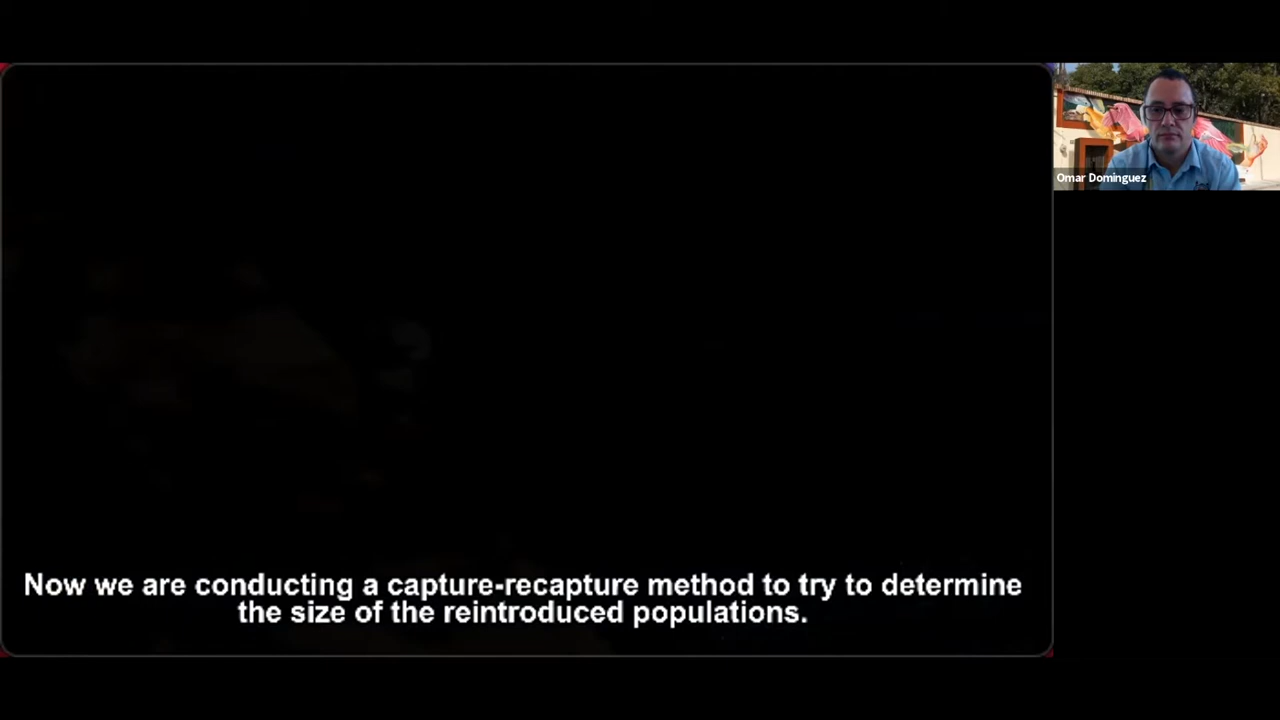 Omar Dominguez
Now we are conducting a capture-recapture method to try to determine
the size of the reintroduced populations.